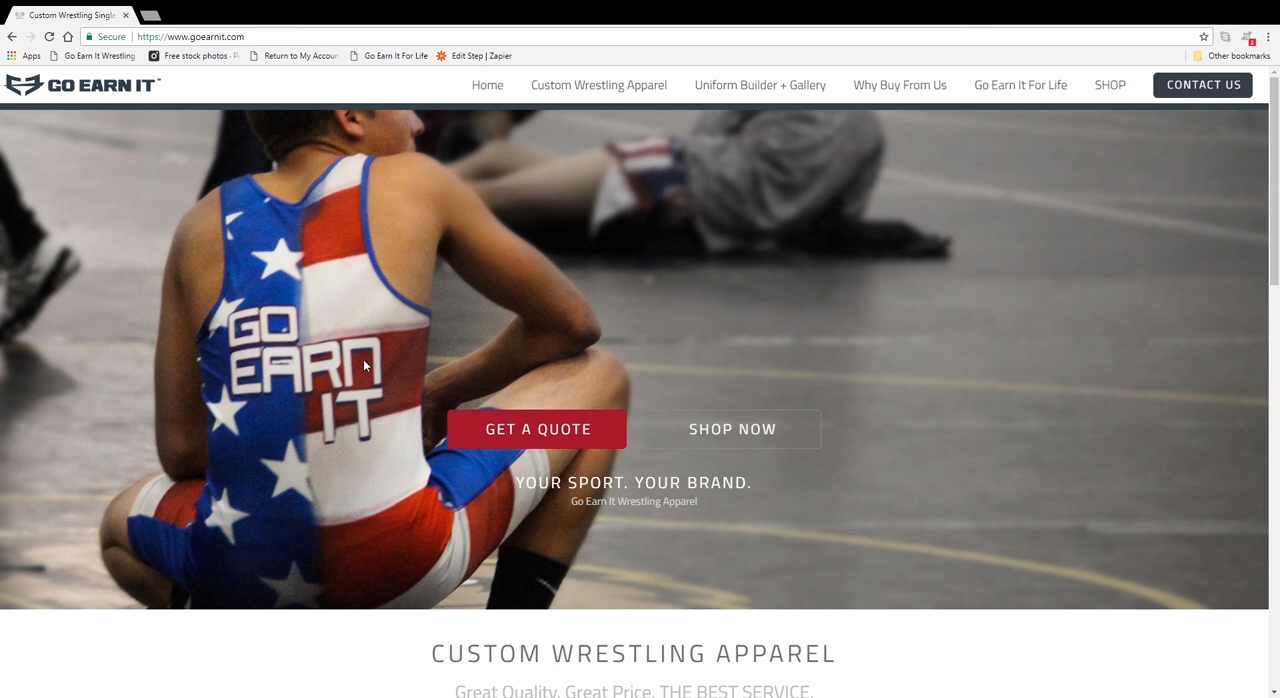 Custom Wrestling Single
Secure
https://www.goearnit.com
Apps
Go Earn It Wrestling
Free stock photos · P
Return to My Accoun
Go Earn It For Life
Edit Step | Zapier
Other bookmarks
GO EARN IT™
Home
Custom Wrestling Apparel
Uniform Builder + Gallery
Why Buy From Us
Go Earn It For Life
SHOP
CONTACT US
GO
EARN
IT
GET A QUOTE
SHOP NOW
YOUR SPORT. YOUR BRAND.
Go Earn It Wrestling Apparel
CUSTOM WRESTLING APPAREL
Great Quality. Great Price. THE BEST SERVICE.